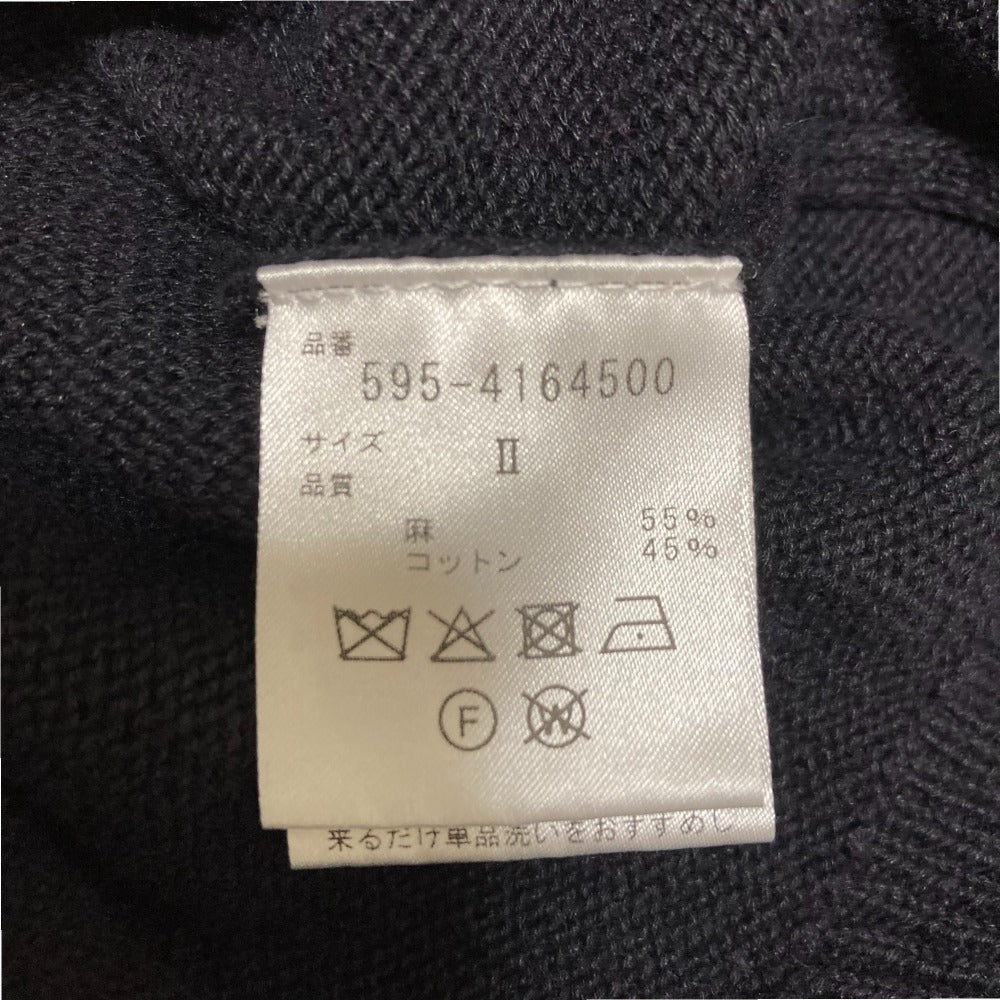 品番
595-4164500
サイズ II
品質
麻 55%
コットン 45%
F
W
来るだけ単品洗いをおすすめし